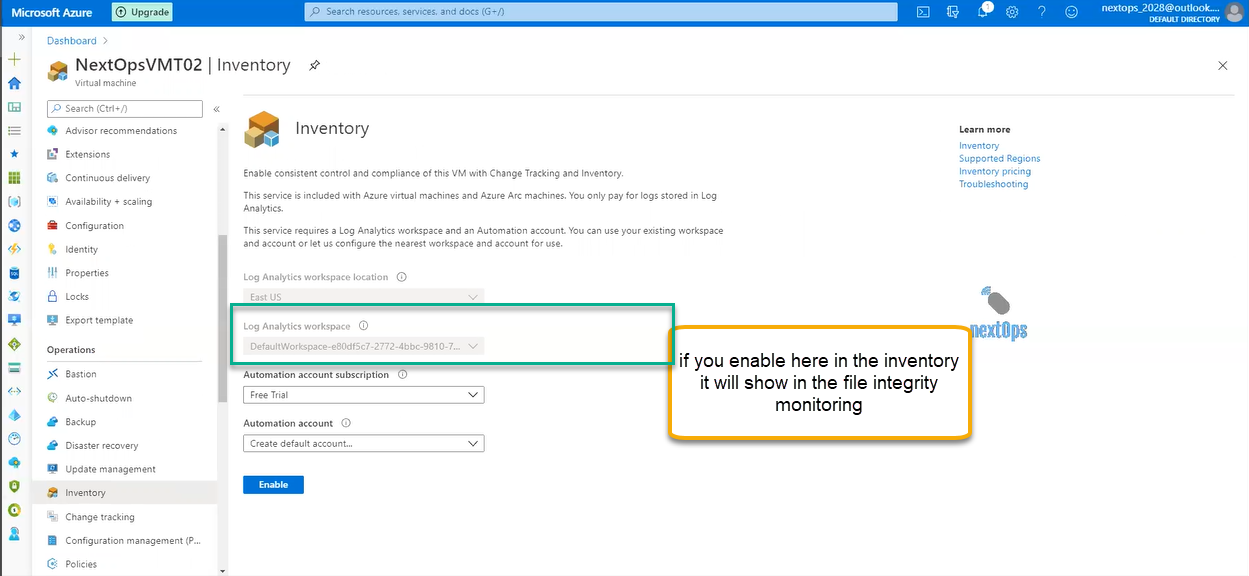 Microsoft Azure
Upgrade
Search resources, services, and docs (G+/)
1
nextops_2028@outlook....
DEFAULT DIRECTORY
Dashboard >
NextOpsVMT02 | Inventory
Virtual machine
Search (Ctrl+/)
Advisor recommendations
Extensions
Continuous delivery
Availability + scaling
Configuration
Identity
Properties
Locks
Export template
Operations
Bastion
Auto-shutdown
Backup
Disaster recovery
Update management
Inventory
Change tracking
Configuration management (P...
Policies
Inventory
Enable consistent control and compliance of this VM with Change Tracking and Inventory.
This service is included with Azure virtual machines and Azure Arc machines. You only pay for logs stored in Log
Analytics.
This service requires a Log Analytics workspace and an Automation account. You can use your existing workspace
and account or let us configure the nearest workspace and account for use.
Log Analytics workspace location
East US
Log Analytics workspace
DefaultWorkspace-e80df5c7-2772-4bbc-9810-7...
Automation account subscription
Free Trial
Automation account
Create default account...
Enable
Learn more
Inventory
Supported Regions
Inventory pricing
Troubleshooting
nextOps
if you enable here in the inventory
it will show in the file integrity
monitoring